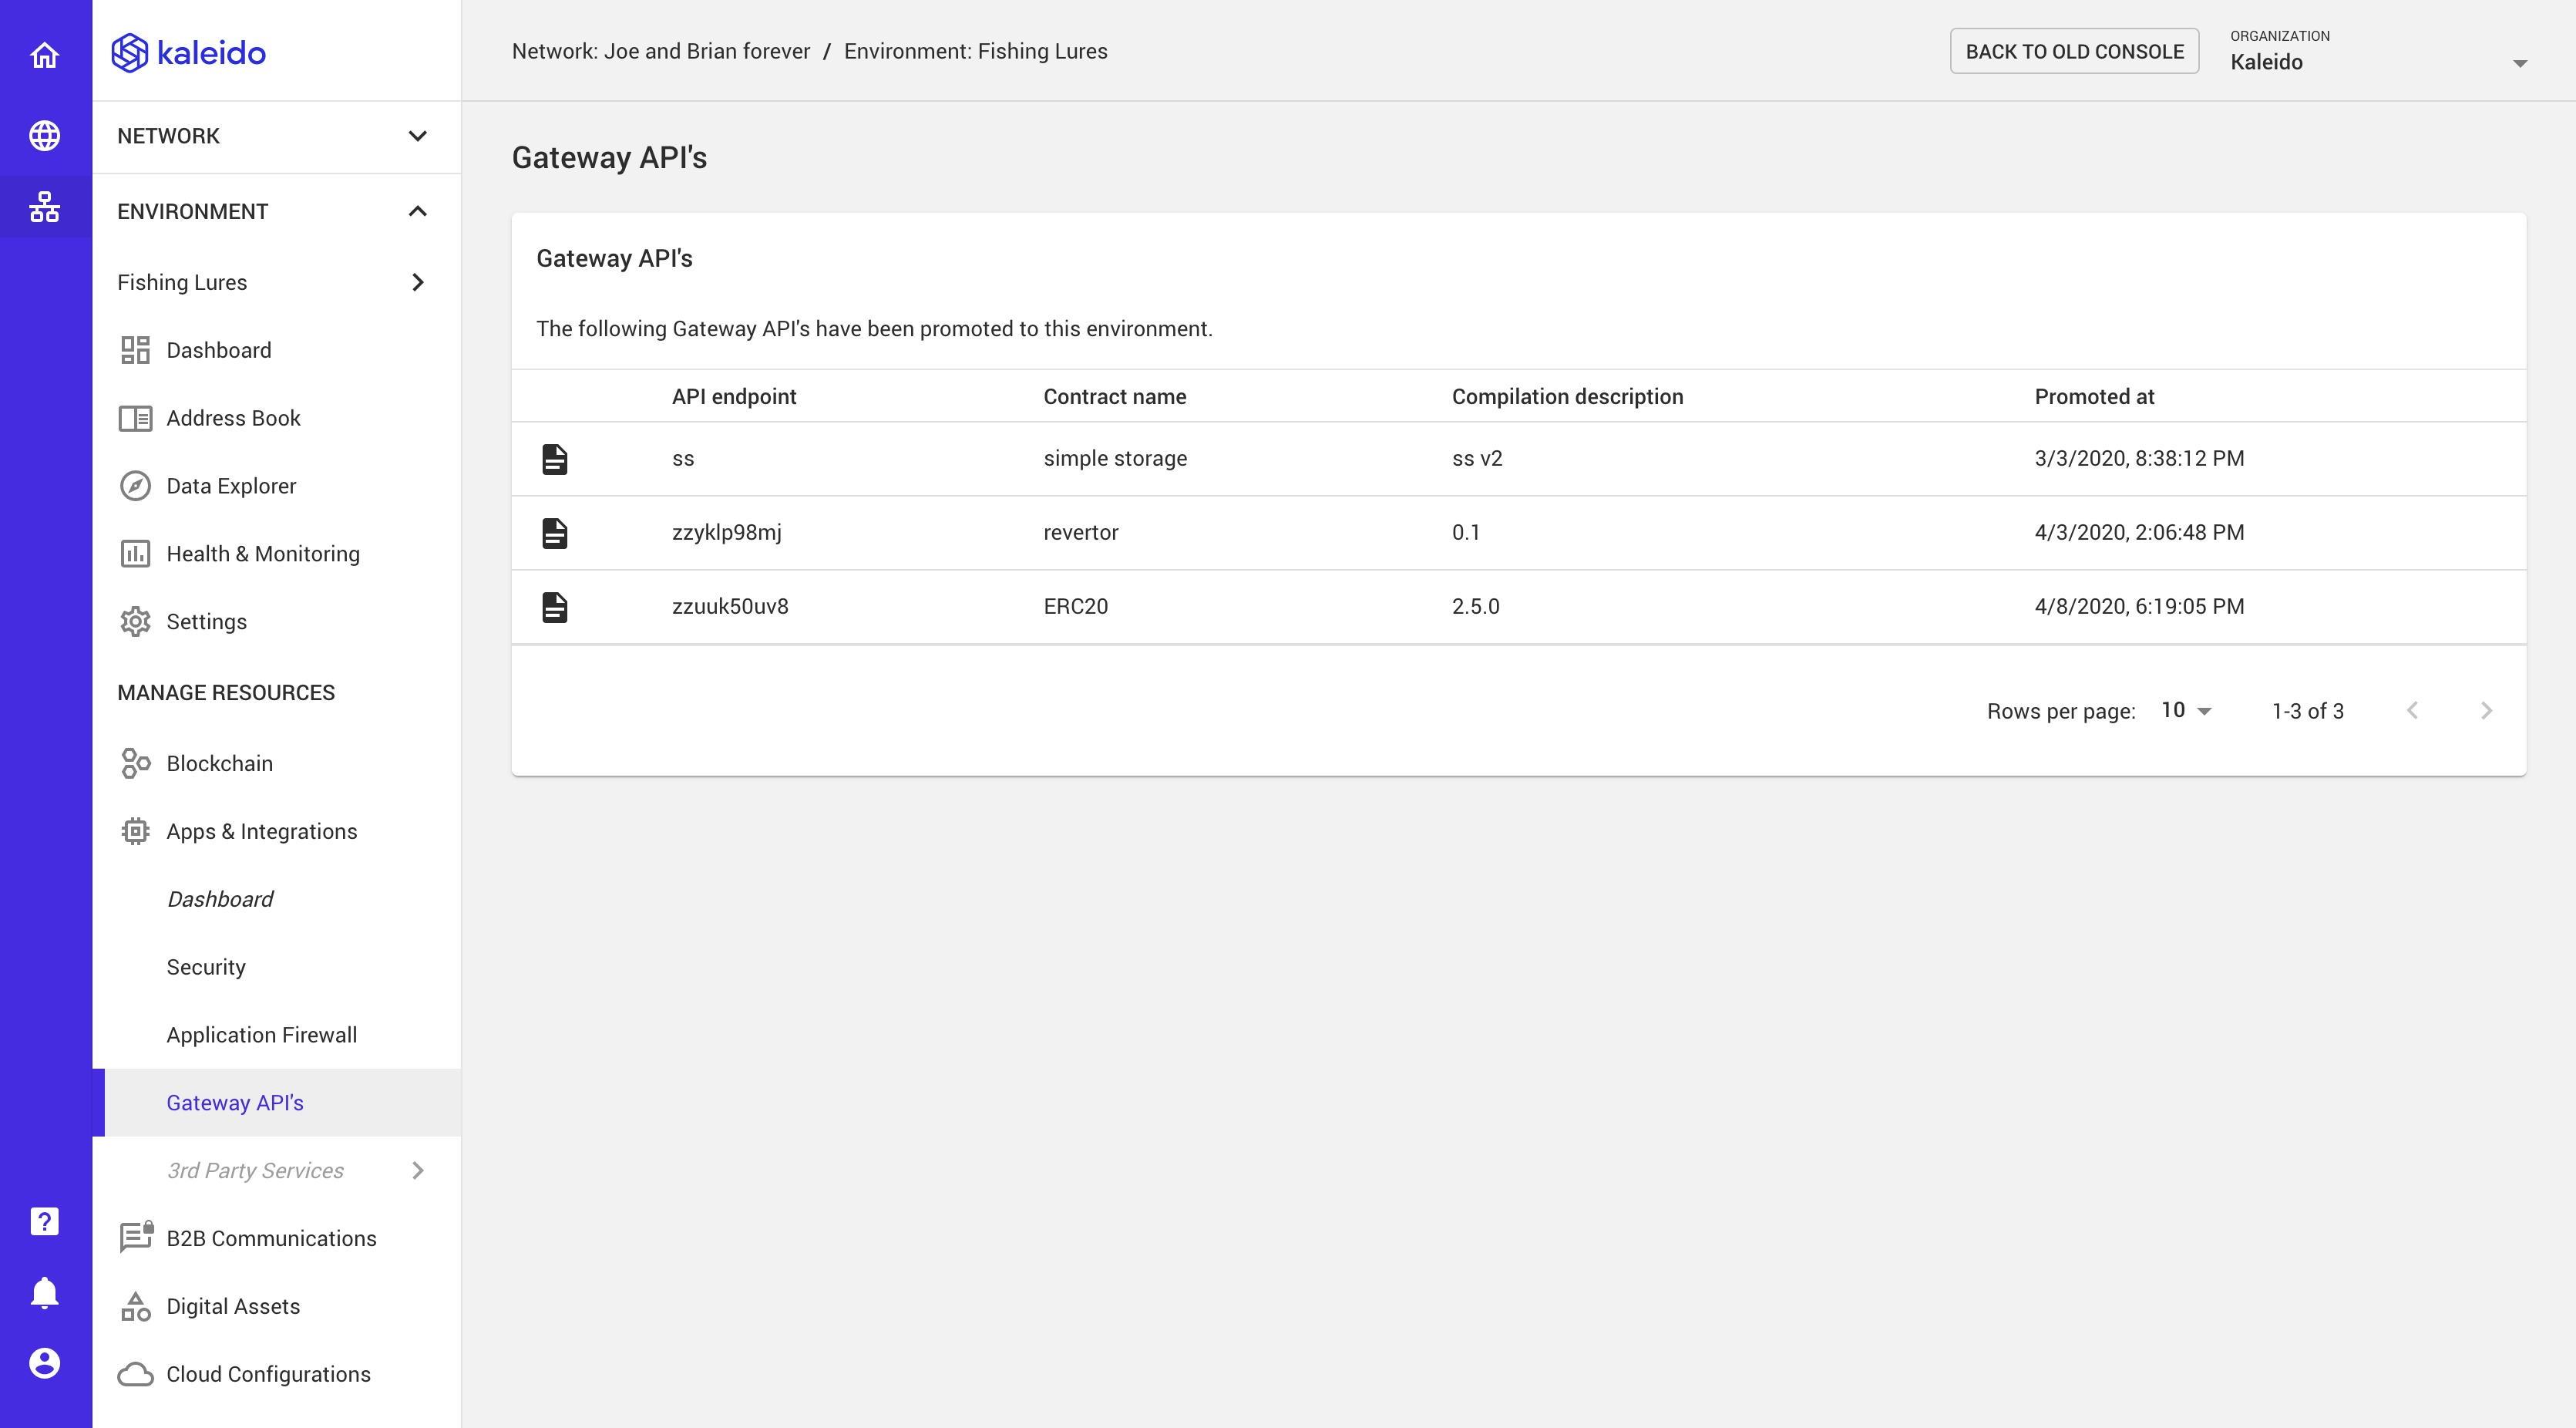 kaleido
Network: Joe and Brian forever / Environment: Fishing Lures
BACK TO OLD CONSOLE
ORGANIZATION
Kaleido
NETWORK
ENVIRONMENT
Fishing Lures
Dashboard
Address Book
Data Explorer
Health & Monitoring
Settings
MANAGE RESOURCES
Blockchain
Apps & Integrations
Dashboard
Security
Application Firewall
Gateway API's
3rd Party Services
B2B Communications
Digital Assets
Cloud Configurations
?
Gateway API's
Gateway API's
The following Gateway API's have been promoted to this environment.
API endpoint Contract name Compilation description Promoted at
ss simple storage ss v2 3/3/2020, 8:38:12 PM
zzyklp98mj revertor 0.1 4/3/2020, 2:06:48 PM
zzuuk50uv8 ERC20 2.5.0 4/8/2020, 6:19:05 PM
Rows per page: 10 1-3 of 3